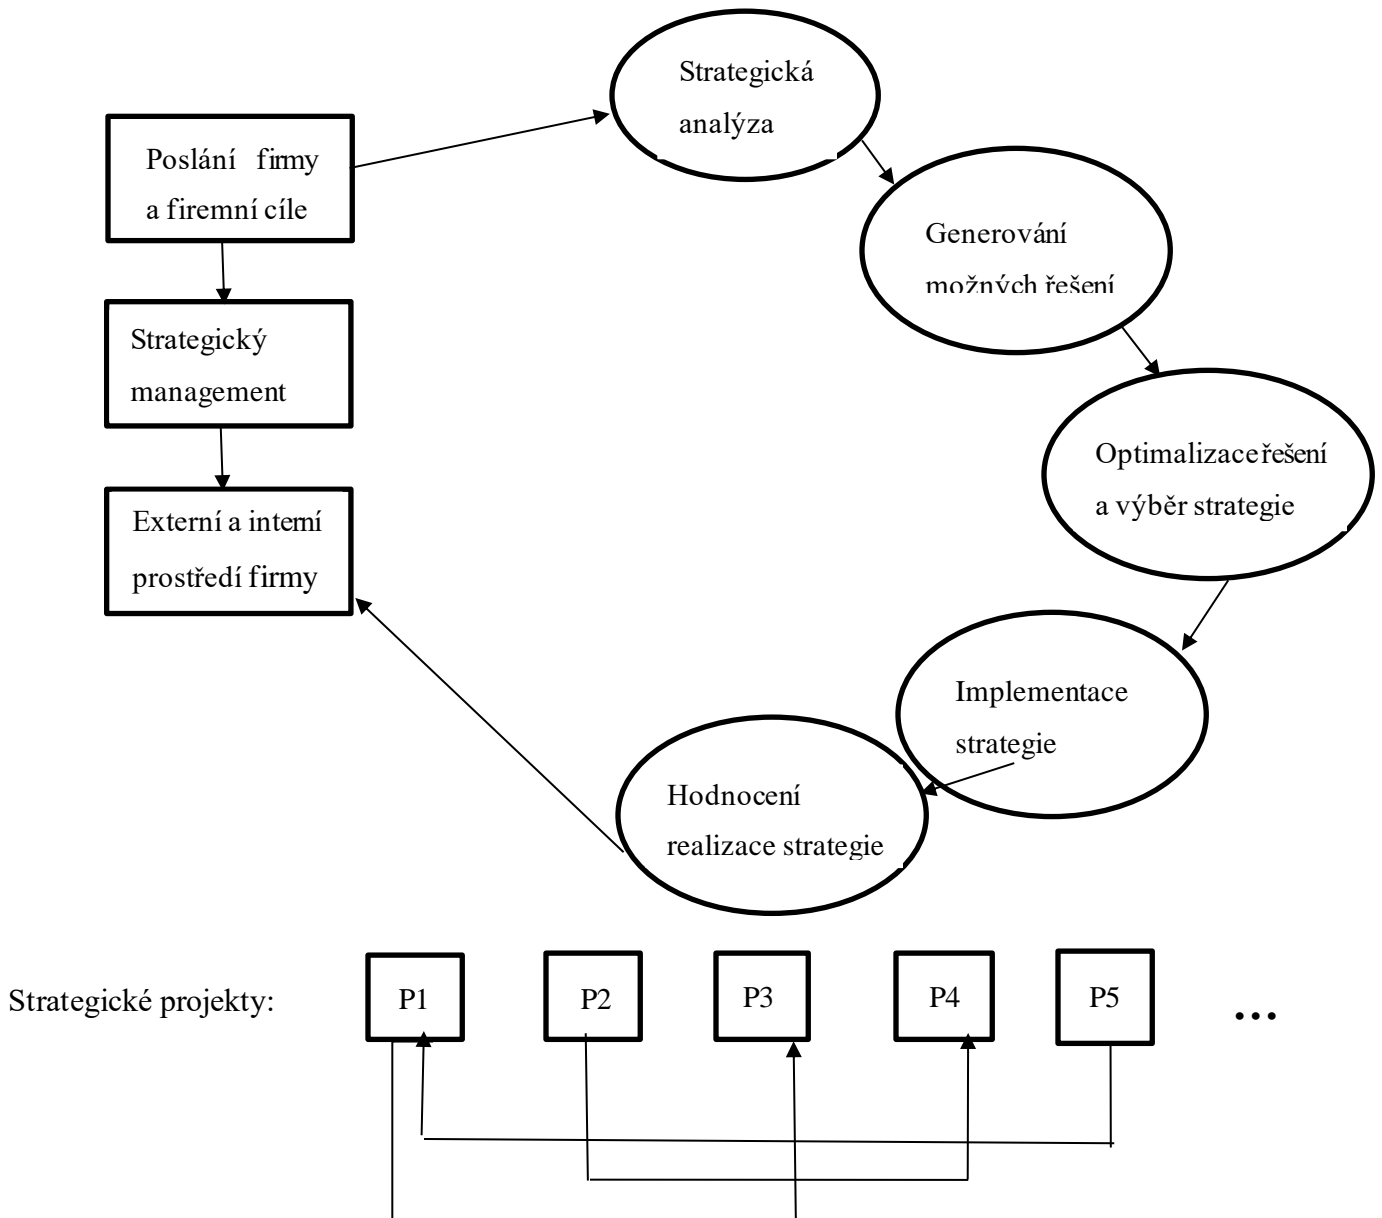 Strategická
analýza
Poslání firmy
a firemní cíle
Generování
možných řešení
Strategický
management
Optimalizace řešení
a výběr strategie
Externí a interní
prostředí firmy
Implementace
strategie
Hodnocení
realizace strategie
Strategické projekty:
P1
P2
P3
P4
P5
...